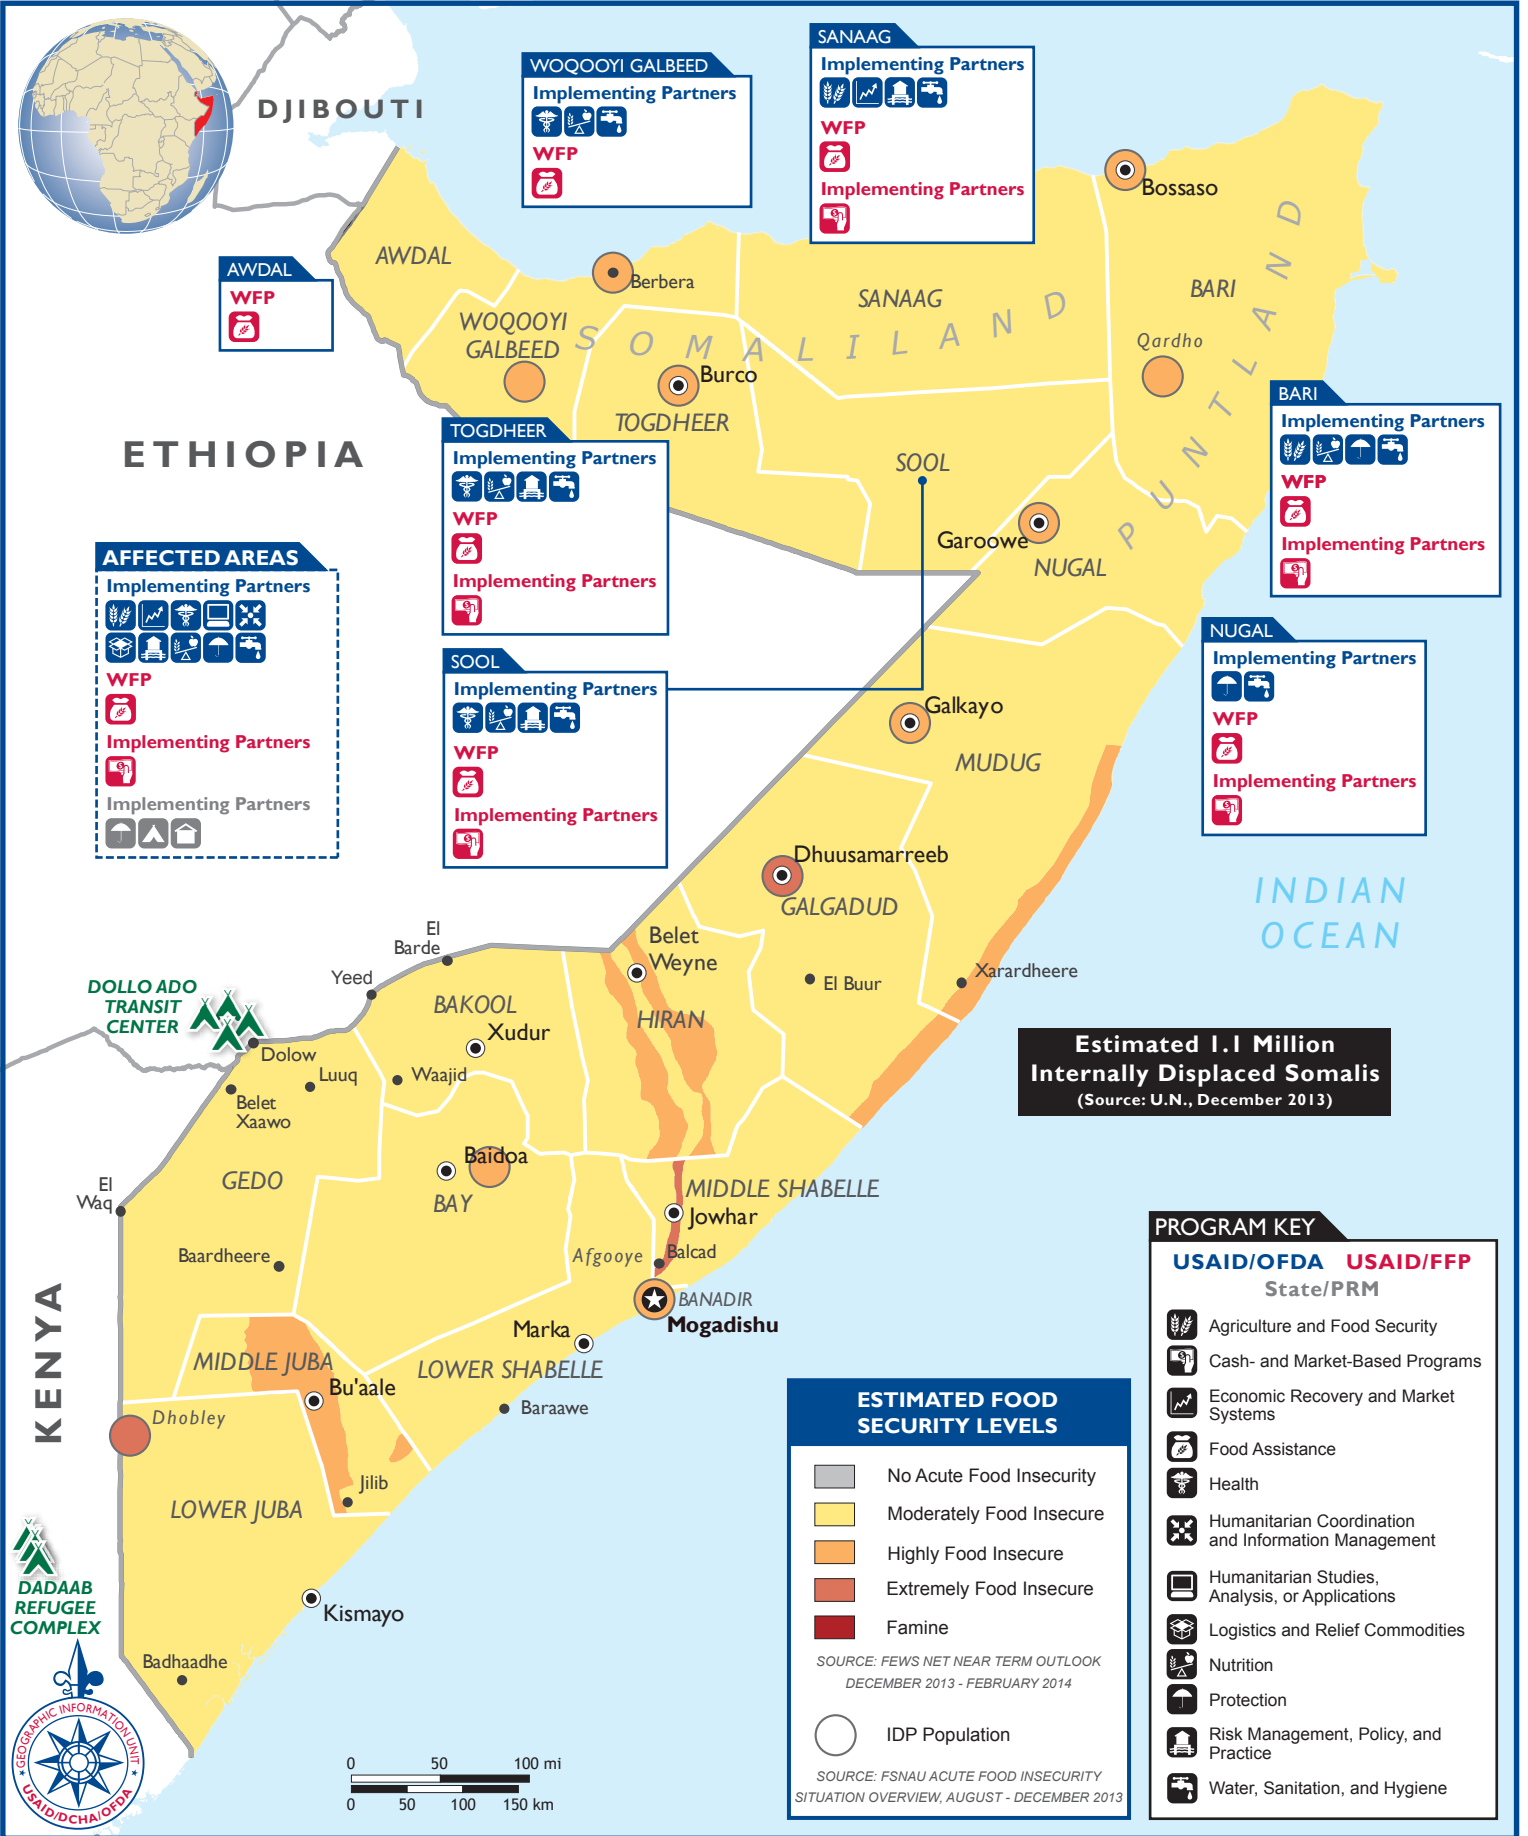 DJIBOUTI
ETHIOPIA
KENYA
INDIAN
OCEAN
SOMALILAND
PUNTLAND
WOQOOYI GALBEED
Implementing Partners
WFP
SANAAG
Implementing Partners
WFP
Implementing Partners
AWDAL
WFP
TOGDHEER
Implementing Partners
WFP
Implementing Partners
SOOL
Implementing Partners
WFP
Implementing Partners
BARI
Implementing Partners
WFP
Implementing Partners
NUGAL
Implementing Partners
WFP
Implementing Partners
AFFECTED AREAS
Implementing Partners
WFP
Implementing Partners
Implementing Partners
AWDAL
WOQOOYI
GALBEED
Berbera
SANAAG
Bossaso
BARI
Qardho
Burco
TOGDHEER
SOOL
Garoowe
NUGAL
Galkayo
MUDUG
Dhuusamarreeb
GALGADUD
El Buur
Xarardheere
Belet
Weyne
HIRAN
El
Barde
Yeed
BAKOOL
Xudur
Waajid
DOLLO ADO
TRANSIT
CENTER
Dolow
Luuq
Belet
Xaawo
GEDO
El
Waq
Baardheere
Baidoa
BAY
MIDDLE SHABELLE
Jowhar
Balcad
Afgooye
BANADIR
Mogadishu
Marka
LOWER SHABELLE
Baraawe
MIDDLE JUBA
Bu'aale
Dhobley
Jilib
LOWER JUBA
Kismayo
Badhaadhe
DADAAB
REFUGEE
COMPLEX
GEOGRAPHIC INFORMATION UNIT
USAID/DCHA/OFDA
0 50 100 mi
0 50 100 150 km
Estimated 1.1 Million
Internally Displaced Somalis
(Source: U.N., December 2013)
ESTIMATED FOOD
SECURITY LEVELS
No Acute Food Insecurity
Moderately Food Insecure
Highly Food Insecure
Extremely Food Insecure
Famine
SOURCE: FEWS NET NEAR TERM OUTLOOK
DECEMBER 2013 - FEBRUARY 2014
IDP Population
SOURCE: FSNAU ACUTE FOOD INSECURITY
SITUATION OVERVIEW, AUGUST - DECEMBER 2013
PROGRAM KEY
USAID/OFDA USAID/FFP
State/PRM
Agriculture and Food Security
Cash- and Market-Based Programs
Economic Recovery and Market
Systems
Food Assistance
Health
Humanitarian Coordination
and Information Management
Humanitarian Studies,
Analysis, or Applications
Logistics and Relief Commodities
Nutrition
Protection
Risk Management, Policy, and
Practice
Water, Sanitation, and Hygiene